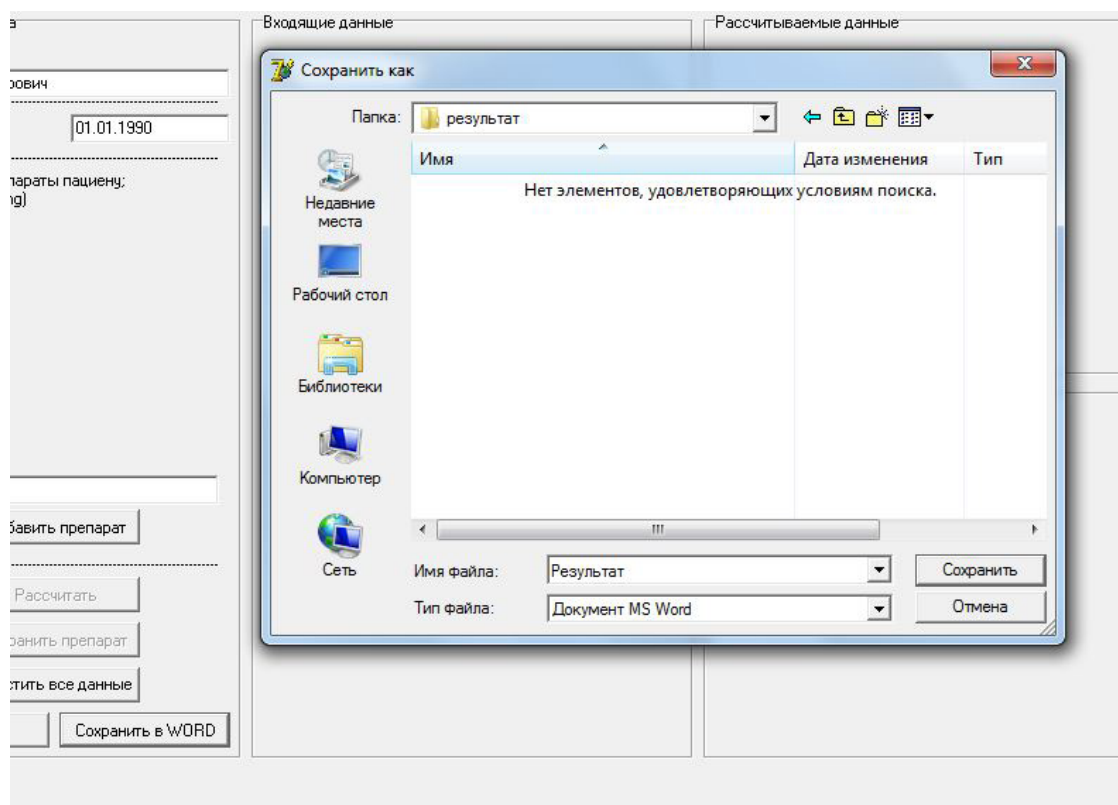 а
Входящие данные
Рассчитываемые данные
рович
01.01.1990
параты пациену;
ng)
бавить препарат
Рассчитать
ранить препарат
стить все данные
Сохранить в WORD
Сохранить как
Папка:
результат
Имя
Дата изменения
Тип
Нет элементов, удовлетворяющих условиям поиска.
Недавние
места
Рабочий стол
Библиотеки
Компьютер
Сеть
Имя файла:
Результат
Сохранить
Тип файла:
Документ MS Word
Отмена